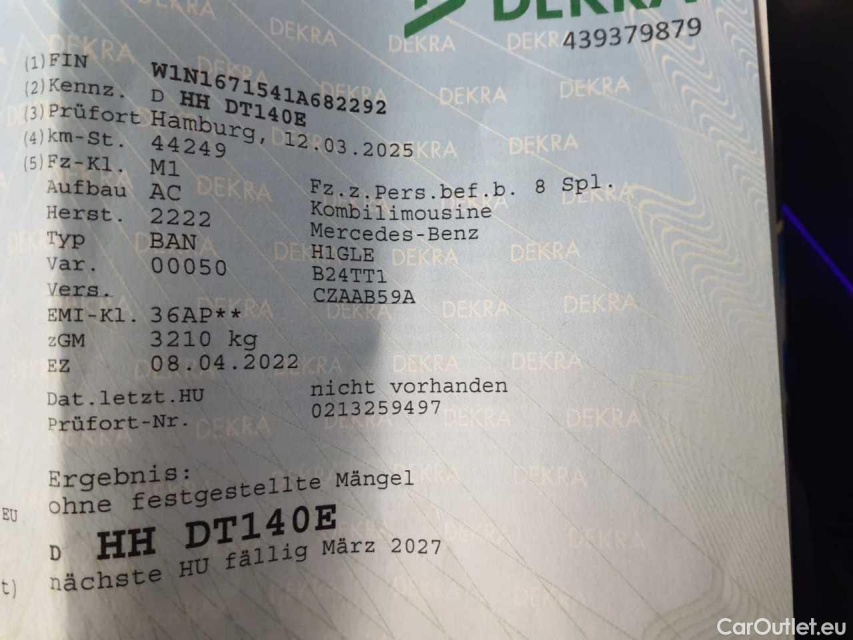 DEKRA
439379879
(1) FIN W1N1671541A682292
(2) Kennz. D HH DT140E
(3) Prüfort Hamburg, 12.03.2025
(4) km-St. 44249
(5) Fz-Kl. M1 Fz.z.Pers.bef.b. 8 Spl.
Aufbau AC Kombilimousine
Herst. 2222 Mercedes-Benz
Typ BAN H1GLE
Var. 00050 B24TT1
Vers. CZAAB59A
EMI-Kl. 36AP**
zGM 3210 kg
EZ 08.04.2022
Dat.letzt.HU nicht vorhanden
Prüfort-Nr. 0213259497
Ergebnis:
EU ohne festgestellte Mängel
D HH DT140E
t) nächste HU fällig März 2027
CarOutlet.eu